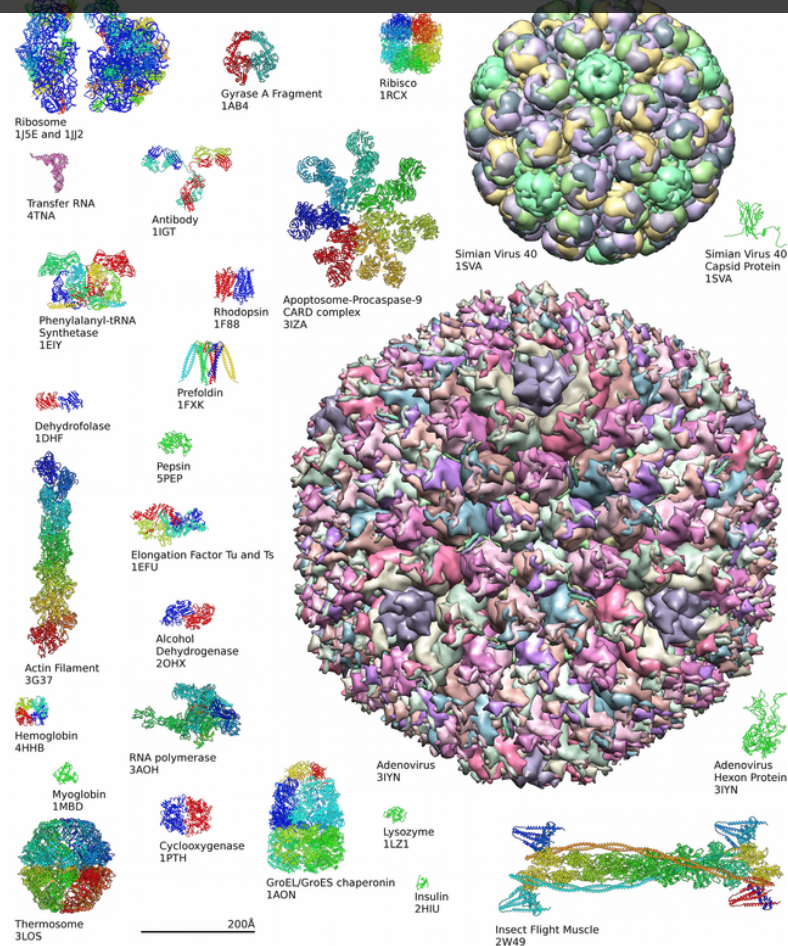 Ribosome
1J5E and 1JJ2
Gyrase A Fragment
1AB4
Ribisco
1RCX
Transfer RNA
4TNA
Antibody
1IGT
Simian Virus 40
1SVA
Simian Virus 40
Capsid Protein
1SVA
Phenylalanyl-tRNA
Synthetase
1EIY
Rhodopsin
1F88
Apoptosome-Procaspase-9
CARD complex
3IZA
Prefoldin
1FXK
Dehydrofolase
1DHF
Pepsin
5PEP
Elongation Factor Tu and Ts
1EFU
Actin Filament
3G37
Alcohol
Dehydrogenase
2OHX
Hemoglobin
4HHB
RNA polymerase
3AOH
Adenovirus
3IYN
Adenovirus
Hexon Protein
3IYN
Myoglobin
1MBD
Cyclooxygenase
1PTH
GroEL/GroES chaperonin
1AON
Lysozyme
1LZ1
Insulin
2HIU
Thermosome
3LOS
200Å
Insect Flight Muscle
2W49